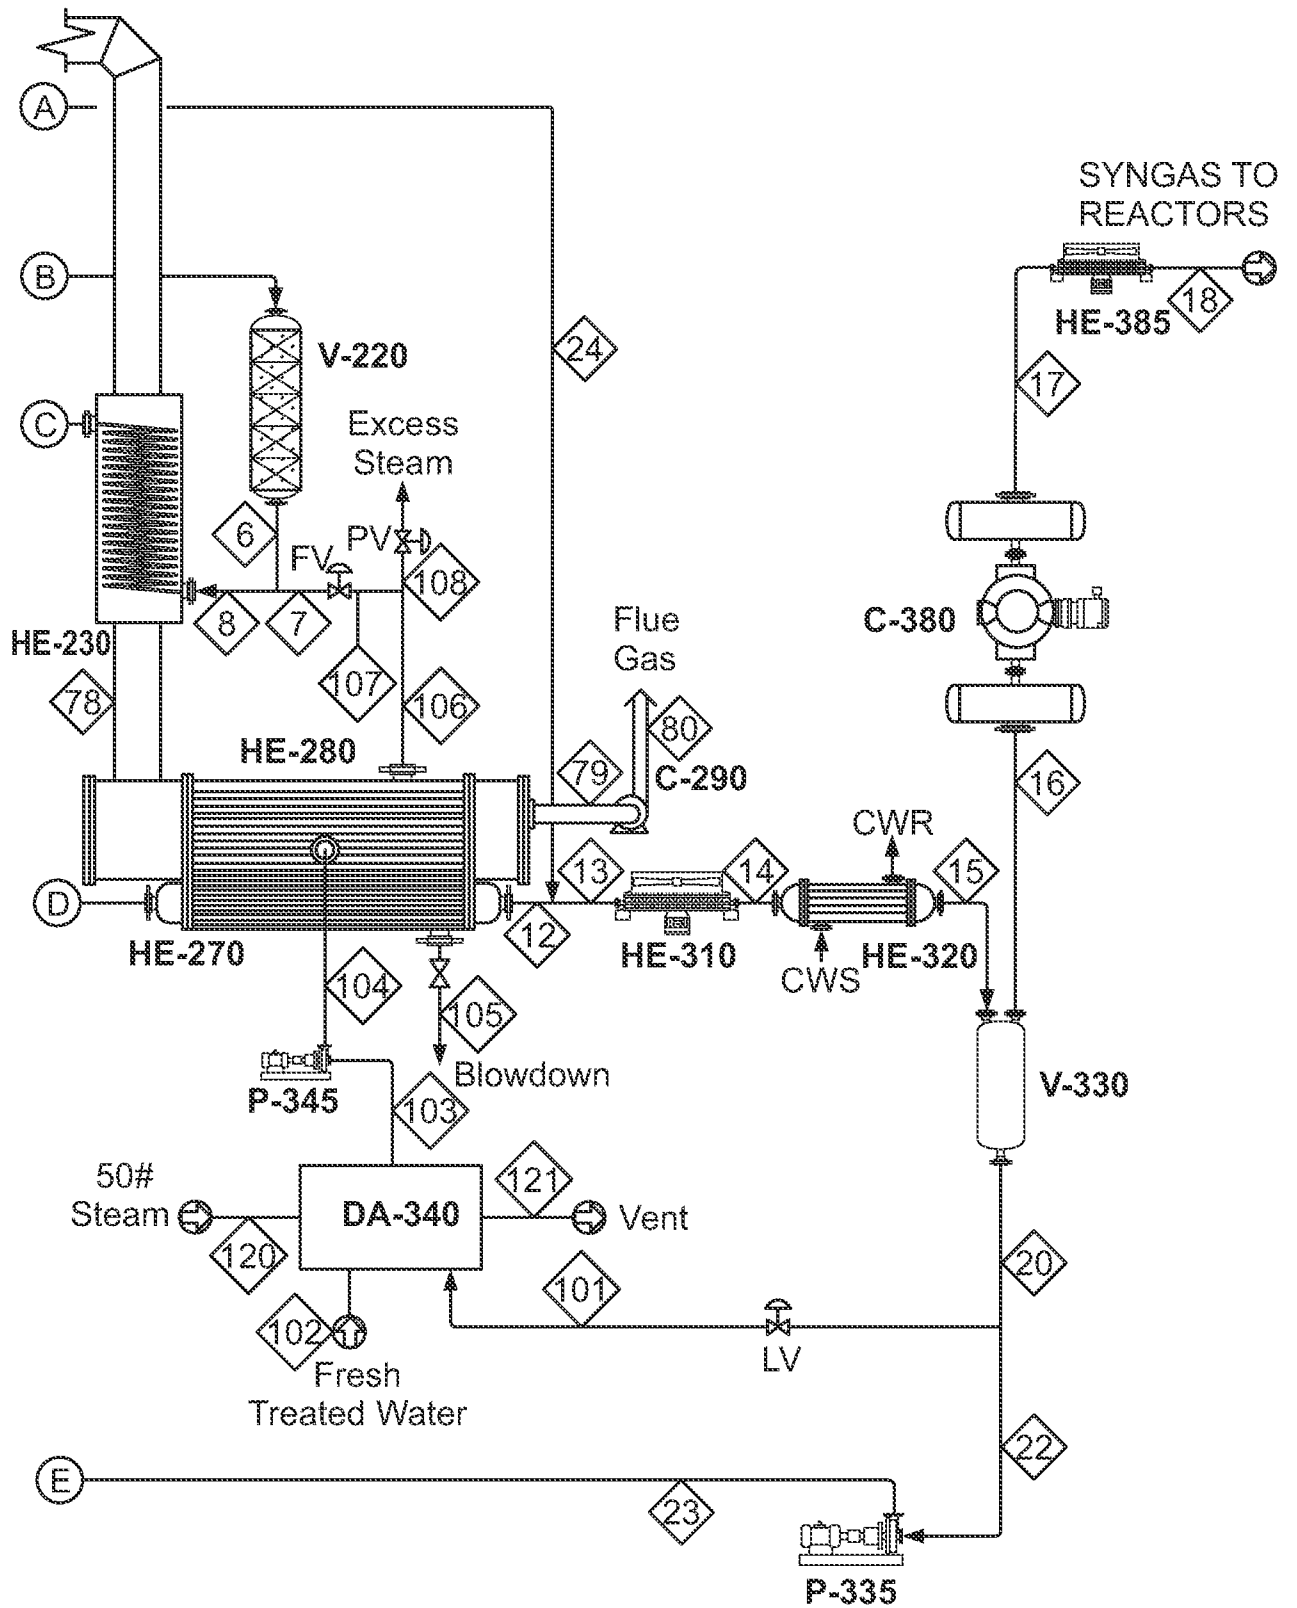 A
SYNGAS TO
REACTORS
B
18
HE-385
V-220
24
17
C
Excess
Steam
6
PV
FV
108
8
7
Flue
Gas
C-380
HE-230
107
78
106
80
HE-280
79
C-290
16
CWR
13
14
15
D
12
HE-270
HE-310
HE-320
CWS
104
105
Blowdown
V-330
P-345
103
50#
Steam
121
DA-340
Vent
120
20
101
102
LV
Fresh
Treated Water
22
E
23
P-335